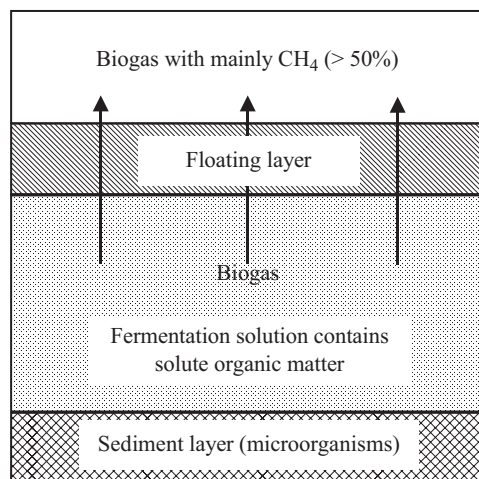 Biogas with mainly CH₄ (> 50%)
Floating layer
Biogas
Fermentation solution contains
solute organic matter
Sediment layer (microorganisms)